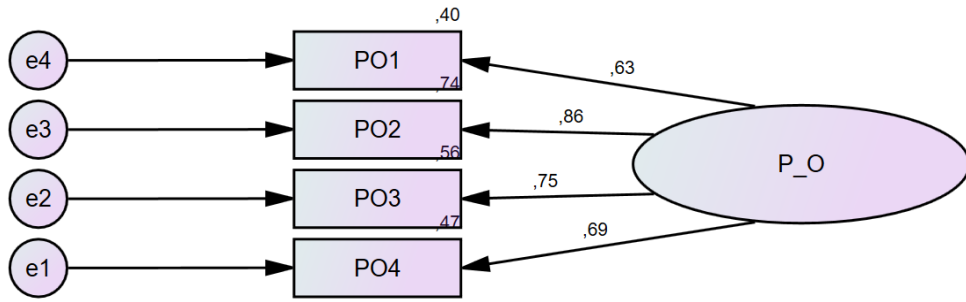 ,40
e4
PO1
,63
,74
e3
PO2
,86
P_O
,56
e2
PO3
,75
,47
e1
PO4
,69